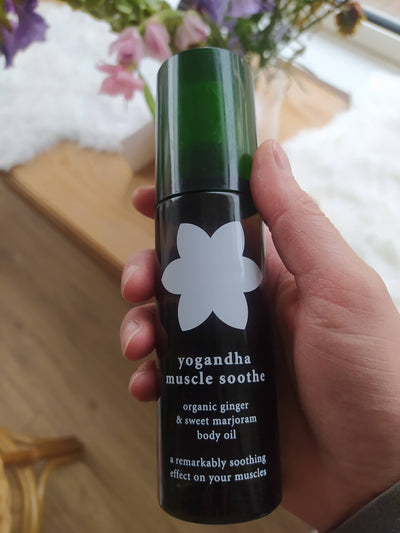 yogandha
muscle soothe
organic ginger
& sweet marjoram
body oil
a remarkably soothing
effect on your muscles